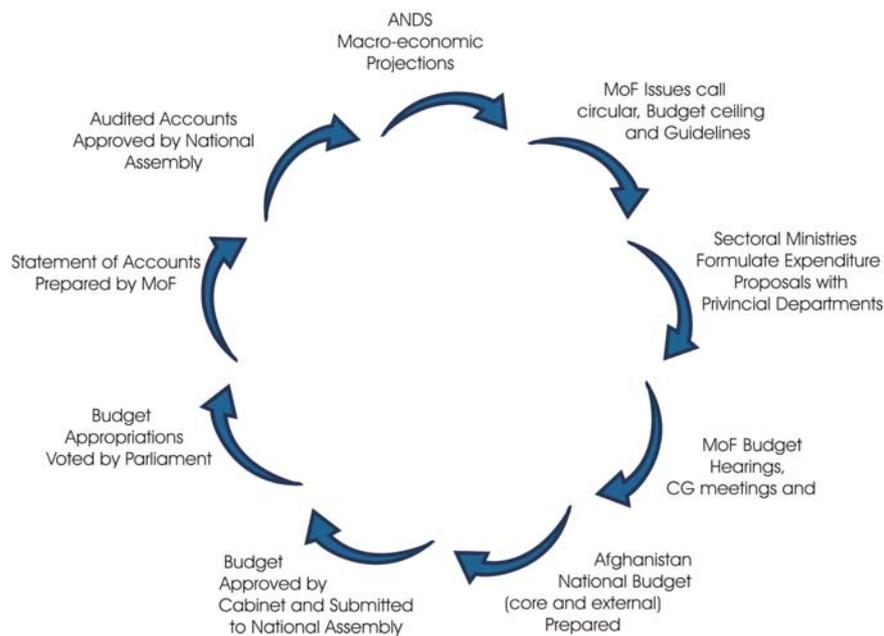 ANDS
Macro-economic
Projections
MoF Issues call
circular, Budget ceiling
and Guidelines
Sectoral Ministries
Formulate Expenditure
Proposals with
Privincial Departments
MoF Budget
Hearings,
CG meetings and
Afghanistan
National Budget
(core and external)
Prepared
Budget
Approved by
Cabinet and Submitted
to National Assembly
Budget
Appropriations
Voted by Parliament
Statement of Accounts
Prepared by MoF
Audited Accounts
Approved by National
Assembly